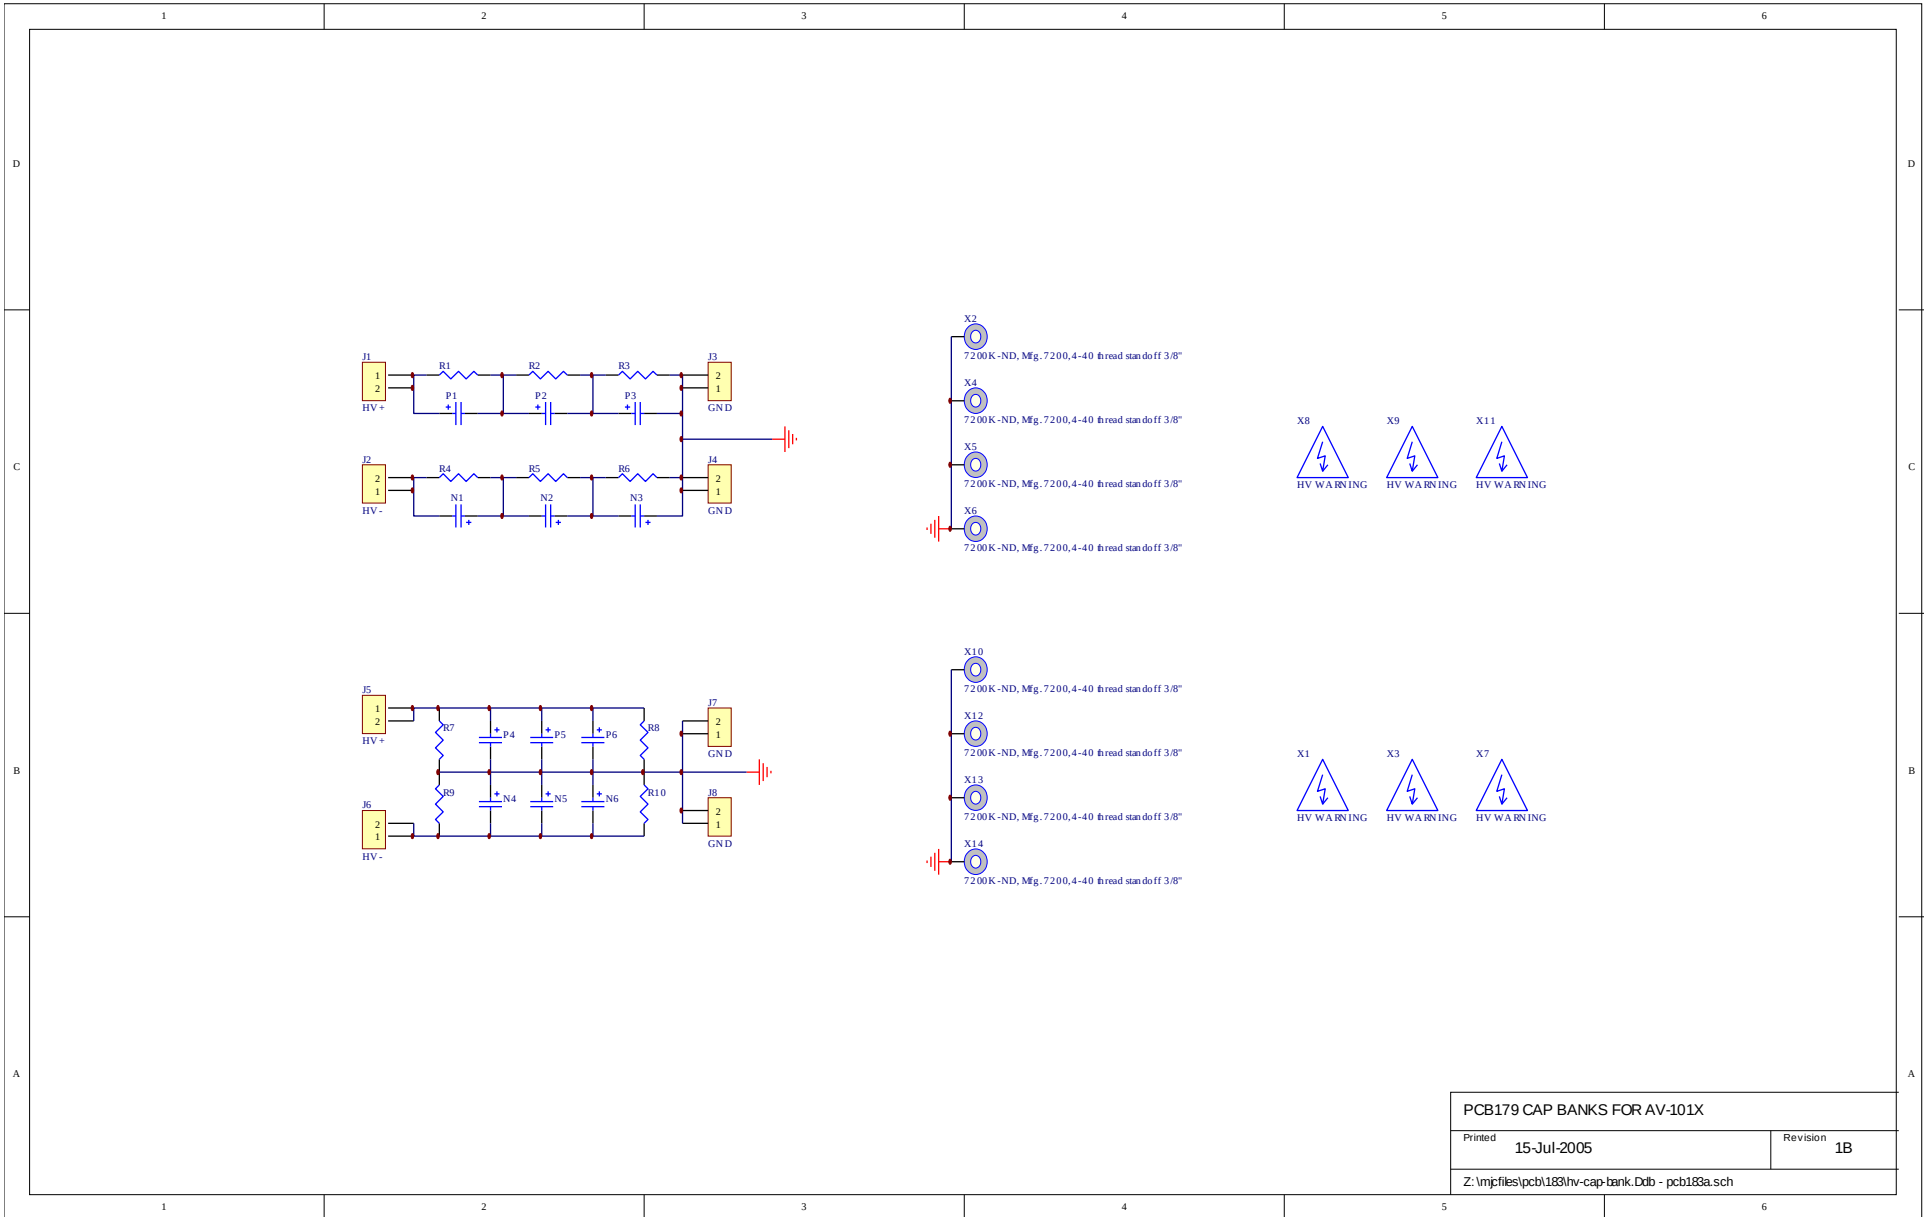 1 2 3 4 5 6
D D
J1 R1 R2 R3 J3
1 2
2 1
P1 P2 P3
+ + +
HV+ GND
J2 R4 R5 R6 J4
2 2
1 1
N1 N2 N3
+ + +
HV- GND
X2
7200K-ND, Mfg. 7200, 4-40 thread standoff 3/8"
X4
7200K-ND, Mfg. 7200, 4-40 thread standoff 3/8"
X5
7200K-ND, Mfg. 7200, 4-40 thread standoff 3/8"
X6
7200K-ND, Mfg. 7200, 4-40 thread standoff 3/8"
X8 X9 X11
HV WARNING HV WARNING HV WARNING
C C
J5 J7
1 2
2 1
R7 P4 P5 P6 R8
+ + +
HV+ GND
J6 J8
2 2
1 1
R9 N4 N5 N6 R10
+ + +
HV- GND
X10
7200K-ND, Mfg. 7200, 4-40 thread standoff 3/8"
X12
7200K-ND, Mfg. 7200, 4-40 thread standoff 3/8"
X13
7200K-ND, Mfg. 7200, 4-40 thread standoff 3/8"
X14
7200K-ND, Mfg. 7200, 4-40 thread standoff 3/8"
X1 X3 X7
HV WARNING HV WARNING HV WARNING
B B
A A
PCB179 CAP BANKS FOR AV-101X
Printed 15-Jul-2005 Revision 1B
Z:\mjcfiles\pcb\183\hv-cap-bank.Ddb - pcb183a.sch
1 2 3 4 5 6